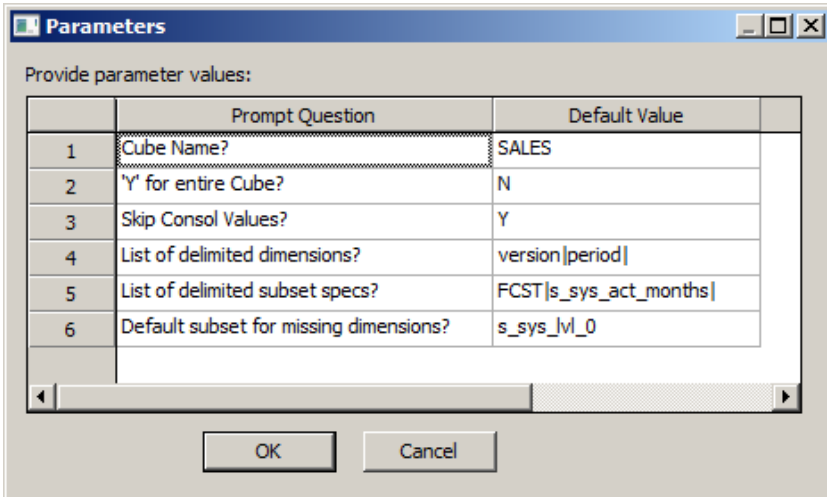 Parameters
Provide parameter values:
Prompt Question Default Value
1 Cube Name? SALES
2 'Y' for entire Cube? N
3 Skip Consol Values? Y
4 List of delimited dimensions? version|period|
5 List of delimited subset specs? FCST|s_sys_act_months|
6 Default subset for missing dimensions? s_sys_lvl_0
OK Cancel